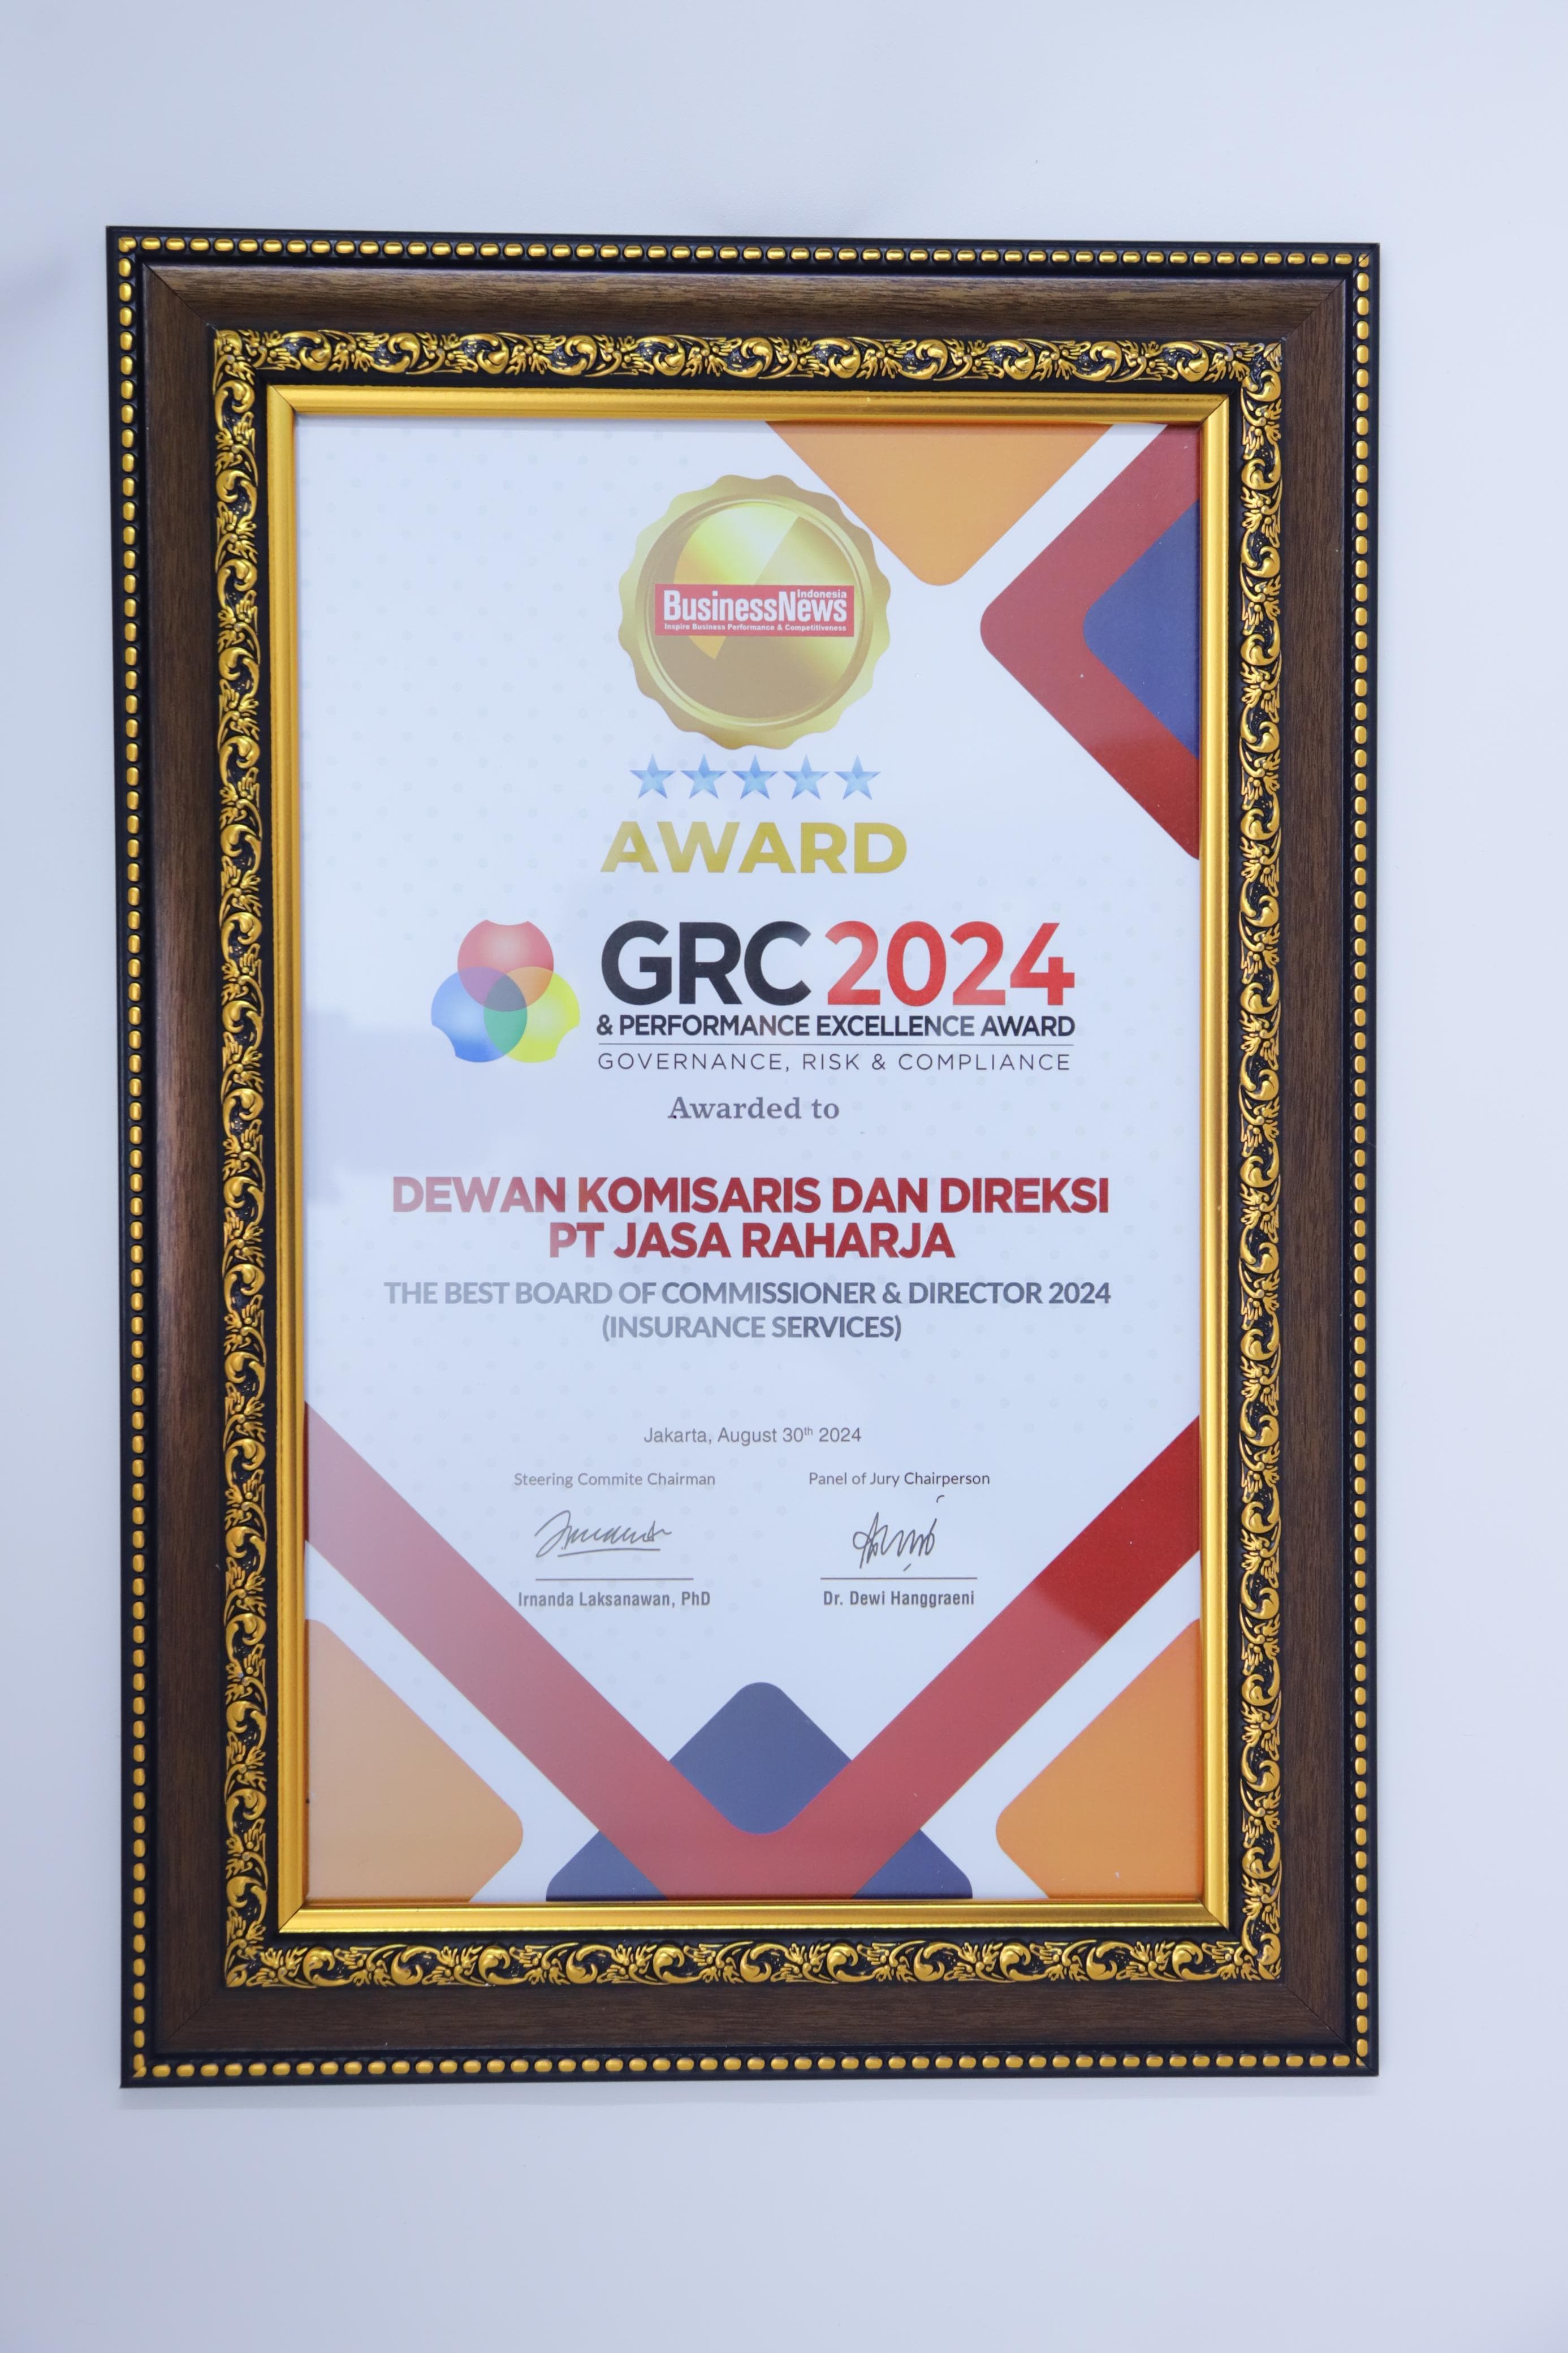 Indonesia
BusinessNews
Inspire Business Performance & Competitiveness
AWARD
GRC 2024
& PERFORMANCE EXCELLENCE AWARD
GOVERNANCE, RISK & COMPLIANCE
Awarded to
DEWAN KOMISARIS DAN DIREKSI
PT JASA RAHARJA
THE BEST BOARD OF COMMISSIONER & DIRECTOR 2024
(INSURANCE SERVICES)
Jakarta, August 30th 2024
Steering Commite Chairman
Panel of Jury Chairperson
Irnanda Laksanawan, PhD
Dr. Dewi Hanggraeni